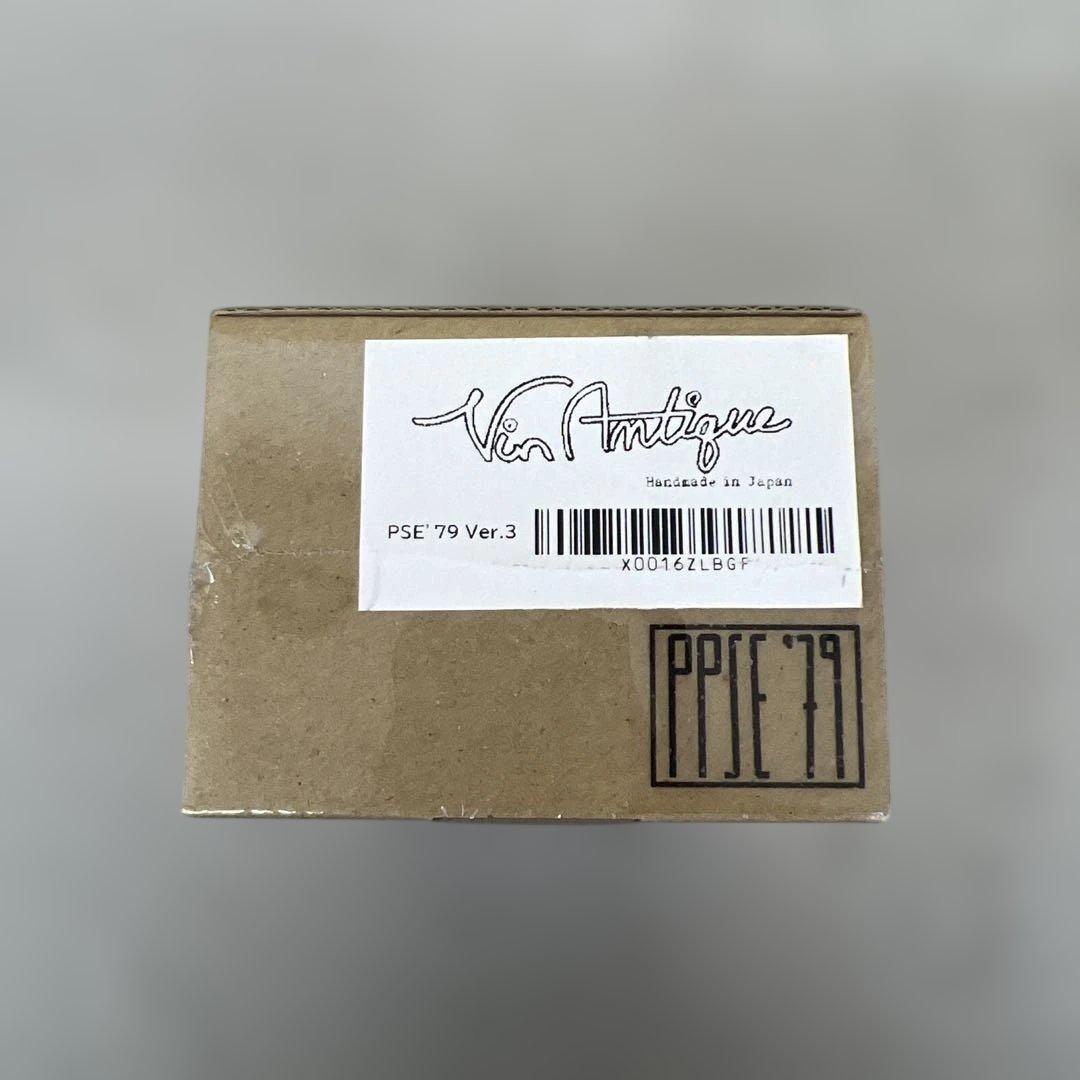 Vin Antique
Handmade in Japan
PSE' 79 Ver.3
X0016ZLBGF
PPSE '79